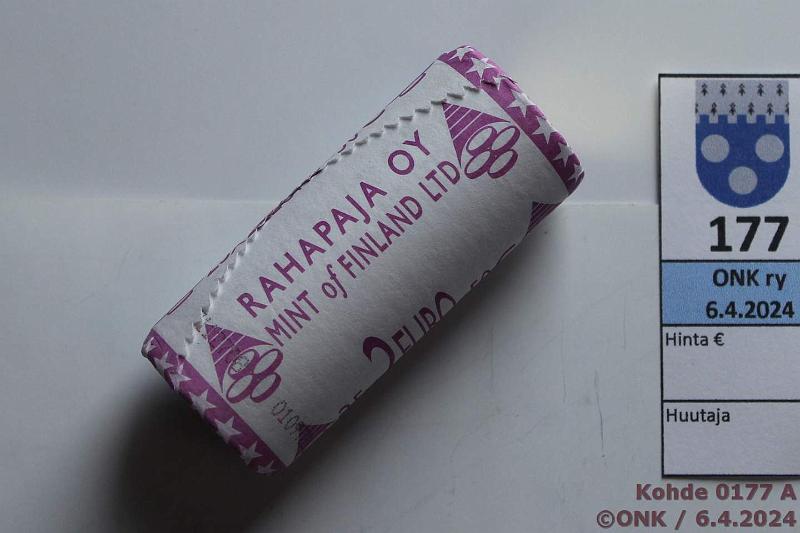 RAHAPAJA OY
MINT of FINLAND LTD
2 EURO
177
ONK ry
6.4.2024
Hinta €
Huutaja
Kohde 0177 A
©ONK / 6.4.2024